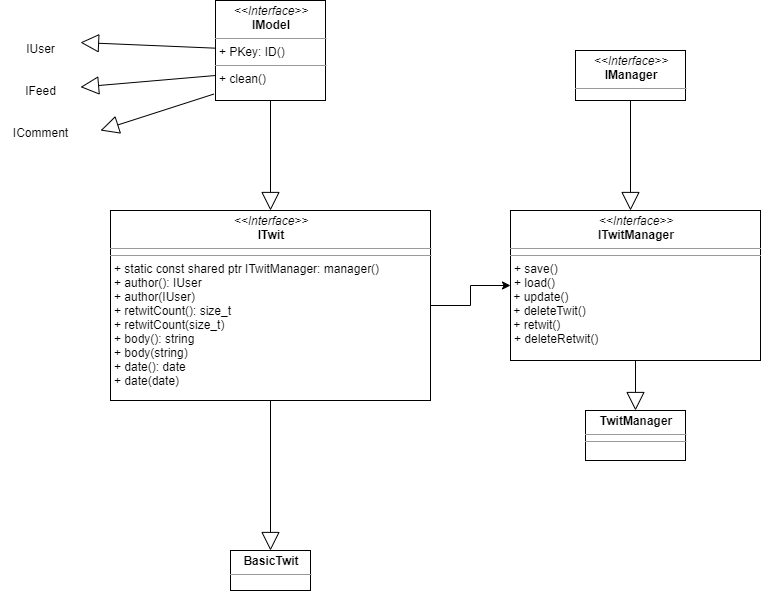 <<Interface>>
IModel
+ PKey: ID()
+ clean()
IUser
IFeed
IComment
<<Interface>>
IManager
<<Interface>>
ITwit
+ static const shared ptr ITwitManager: manager()
+ author(): IUser
+ author(IUser)
+ retwitCount(): size_t
+ retwitCount(size_t)
+ body(): string
+ body(string)
+ date(): date
+ date(date)
<<Interface>>
ITwitManager
+ save()
+ load()
+ update()
+ deleteTwit()
+ retwit()
+ deleteRetwit()
TwitManager
BasicTwit